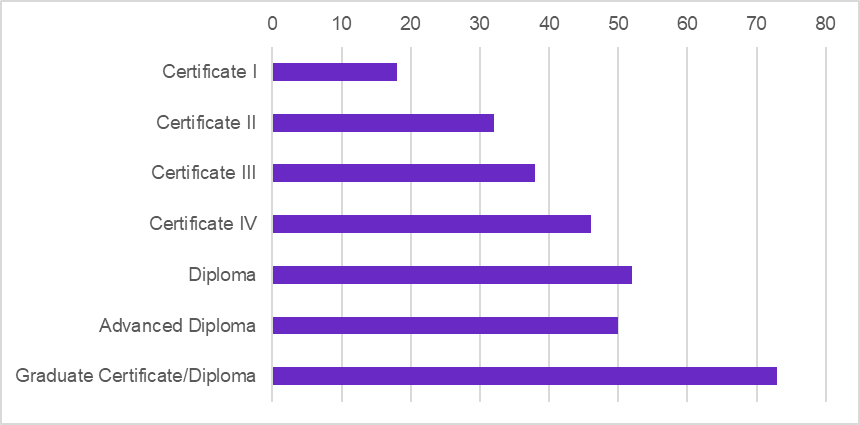 0 10 20 30 40 50 60 70 80
Certificate I
Certificate II
Certificate III
Certificate IV
Diploma
Advanced Diploma
Graduate Certificate/Diploma